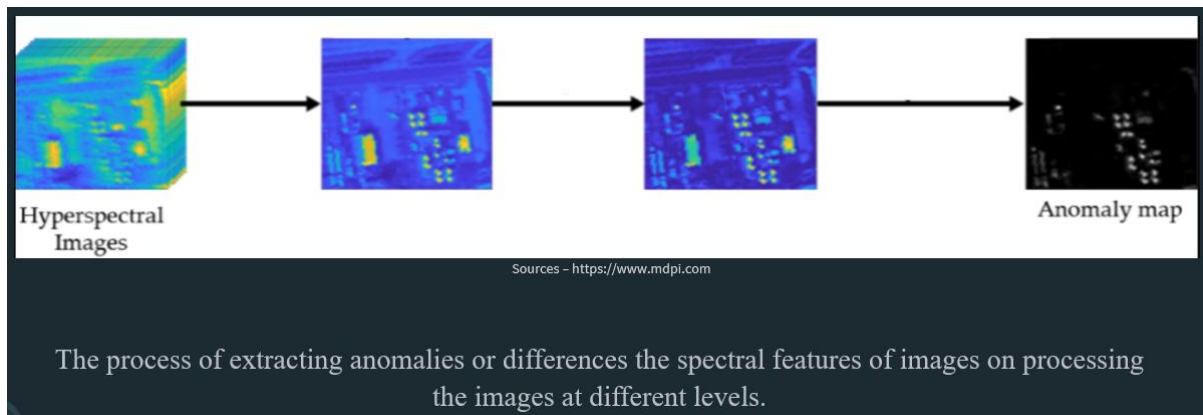 Hyperspectral
Images
Anomaly map
Sources – https://www.mdpi.com
The process of extracting anomalies or differences the spectral features of images on processing
the images at different levels.